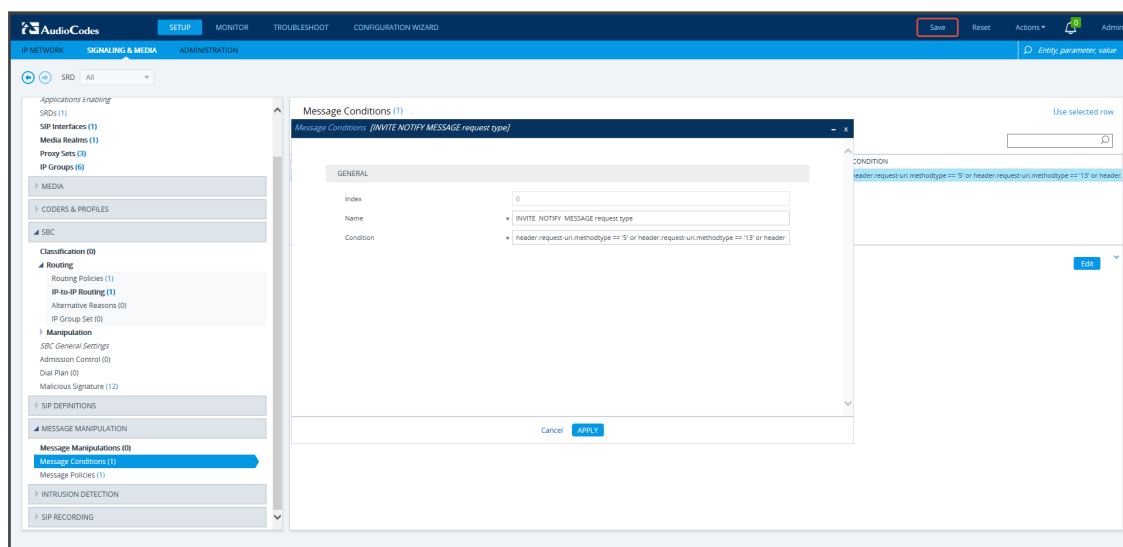 AudioCodes
SETUP MONITOR TROUBLESHOOT CONFIGURATION WIZARD Save Reset Actions 0 Admin
IP NETWORK SIGNALING & MEDIA ADMINISTRATION Entity, parameter, value
SRD All
Applications Enabling
SRDs (1)
SIP Interfaces (1)
Media Realms (1)
Proxy Sets (3)
IP Groups (6)
MEDIA
CODERS & PROFILES
SBC
Classification (0)
Routing
Routing Policies (1)
IP-to-IP Routing (1)
Alternative Reasons (0)
IP Group Set (0)
Manipulation
SBC General Settings
Admission Control (0)
Dial Plan (0)
Malicious Signature (12)
SIP DEFINITIONS
MESSAGE MANIPULATION
Message Manipulations (0)
Message Conditions (1)
Message Policies (1)
INTRUSION DETECTION
SIP RECORDING
Message Conditions (1)
Use selected row
Message Conditions [INVITE NOTIFY MESSAGE request type] – x
CONDITION
header.request-uri.methodtype == '5' or header.request-uri.methodtype == '13' or header.
GENERAL
Index 0
Name INVITE NOTIFY MESSAGE request type
Condition header.request-uri.methodtype == '5' or header.request-uri.methodtype == '13' or header
Edit
Cancel APPLY